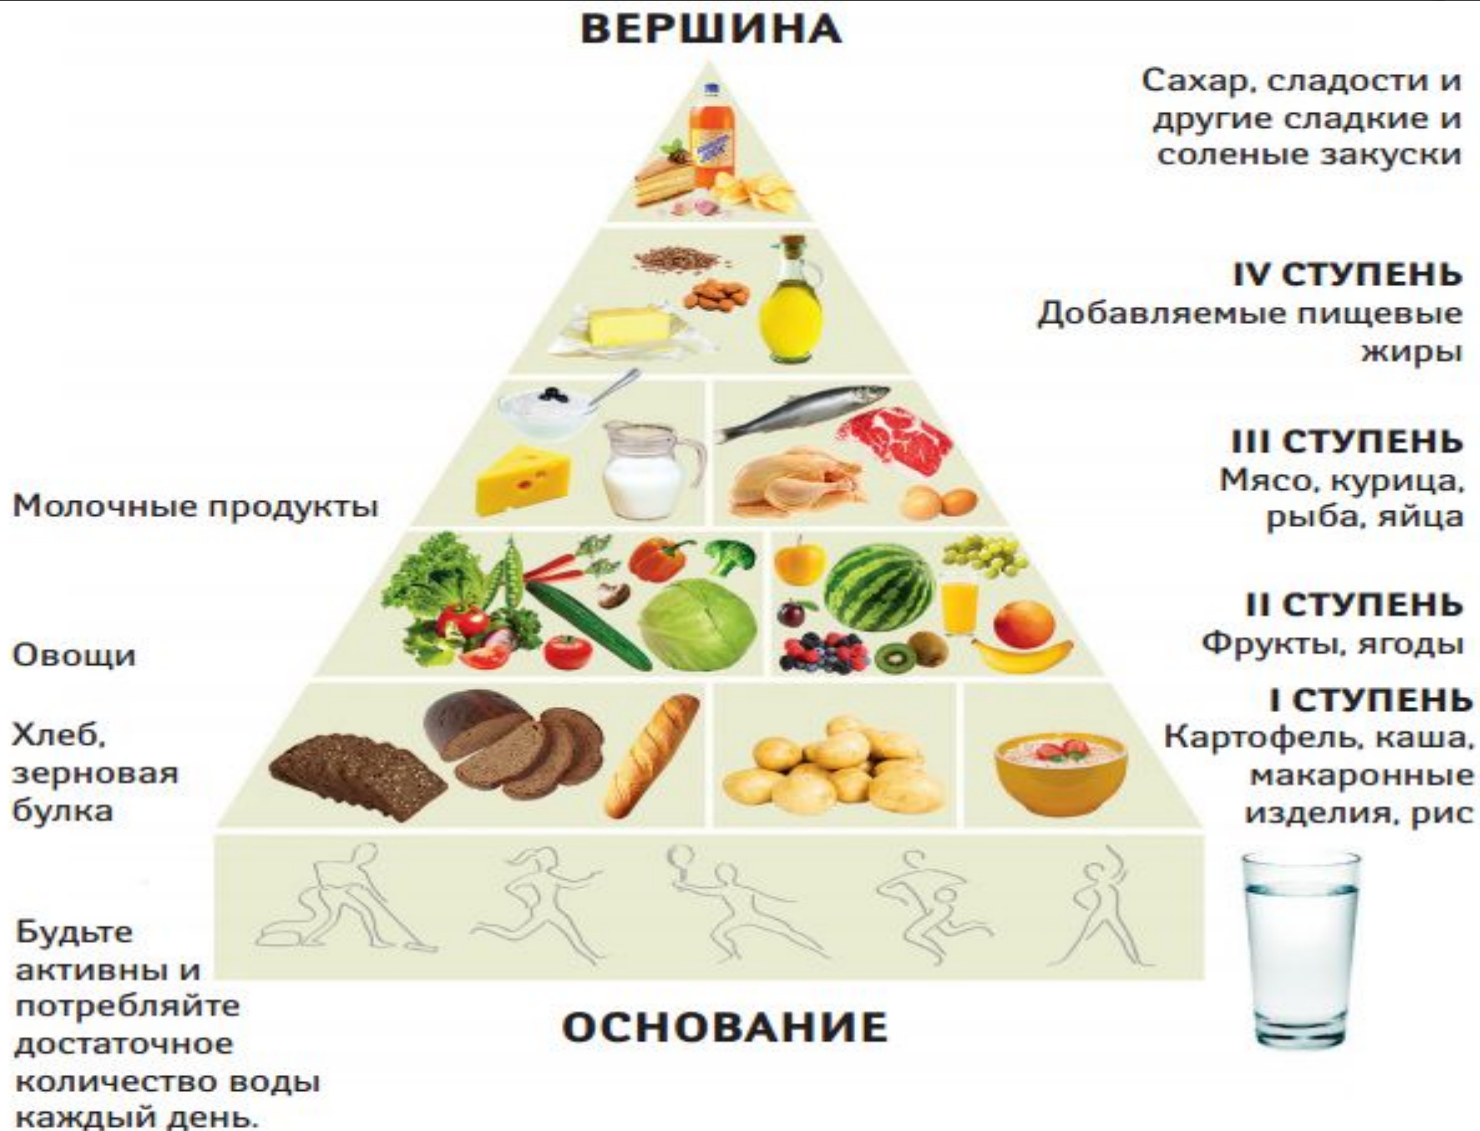 ВЕРШИНА
Сахар, сладости и
другие сладкие и
соленые закуски
IV СТУПЕНЬ
Добавляемые пищевые
жиры
III СТУПЕНЬ
Мясо, курица,
рыба, яйца
Молочные продукты
II СТУПЕНЬ
Фрукты, ягоды
Овощи
I СТУПЕНЬ
Картофель, каша,
макаронные
изделия, рис
Хлеб,
зерновая
булка
Будьте
активны и
потребляйте
достаточное
количество воды
каждый день.
ОСНОВАНИЕ